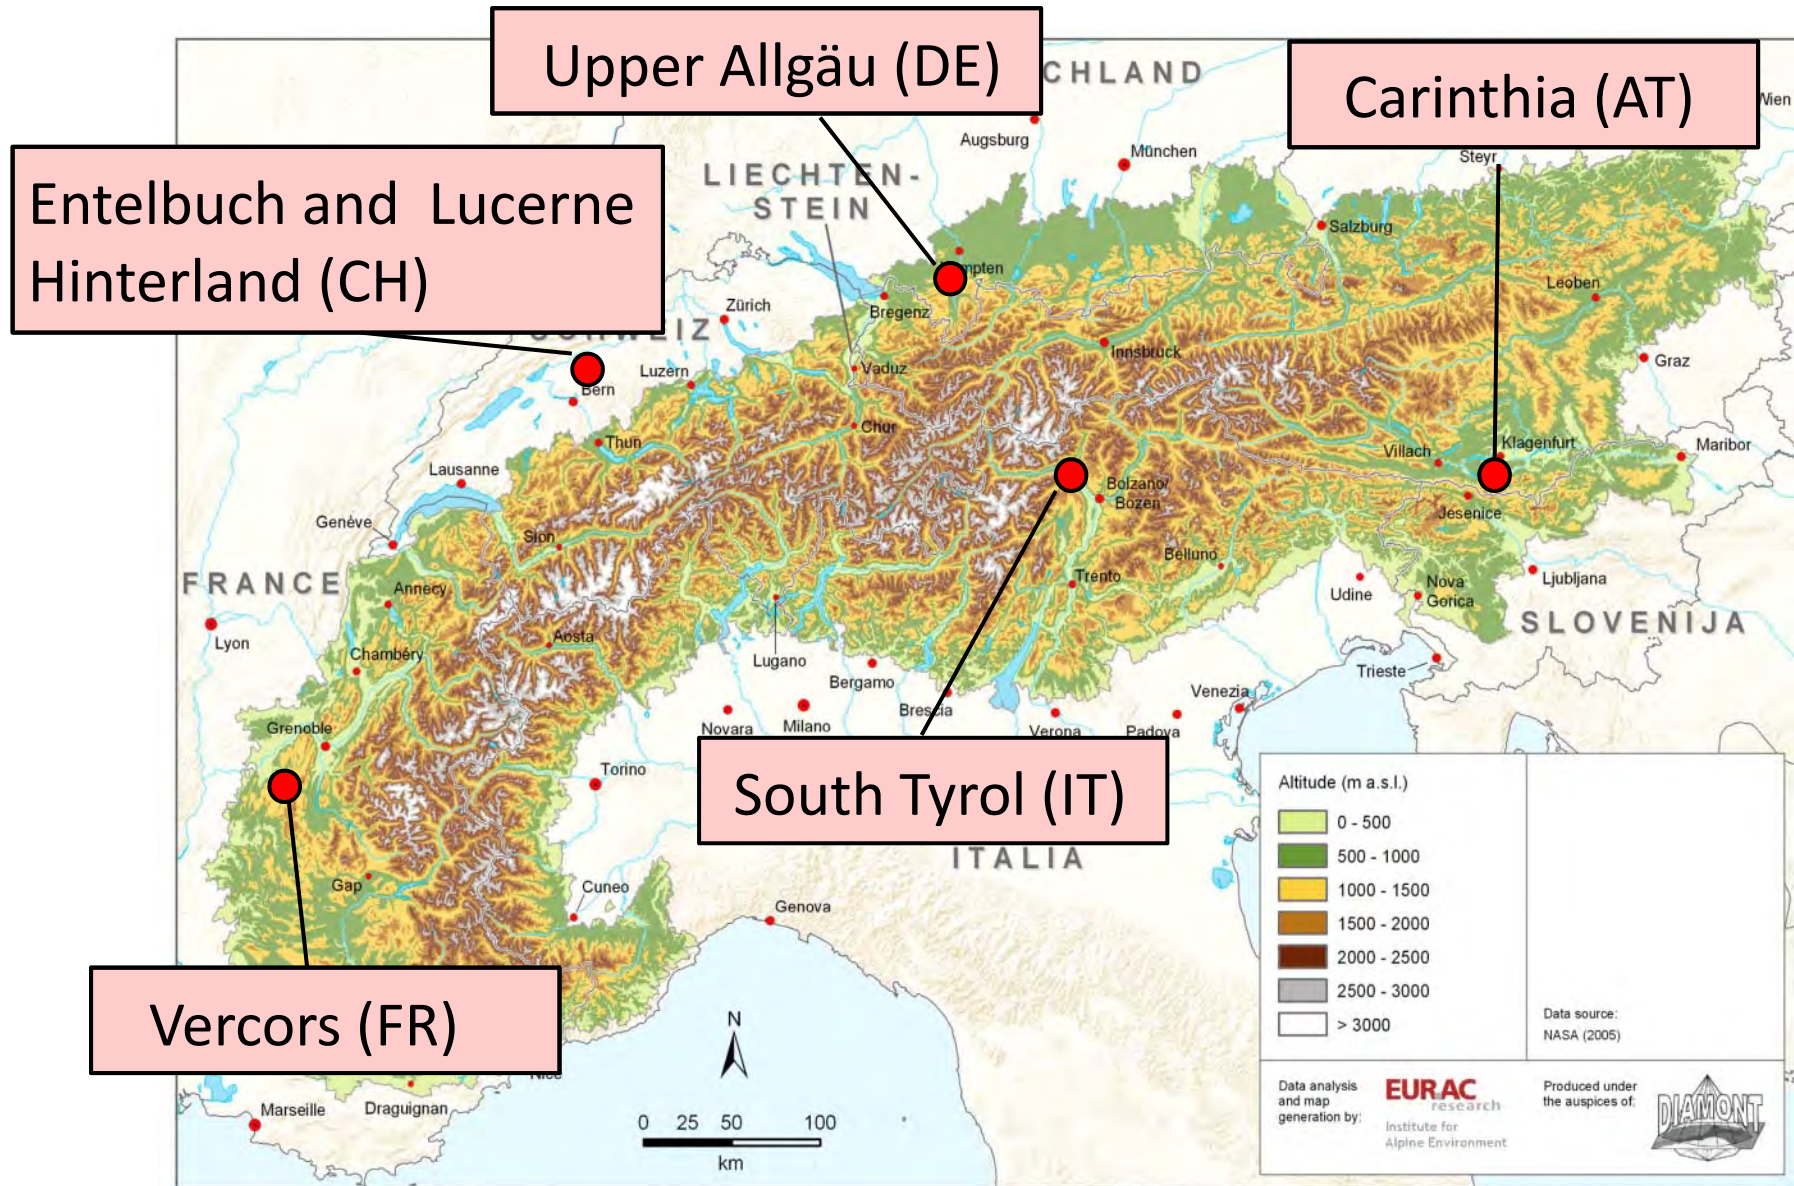 Upper Allgäu (DE)
Carinthia (AT)
Entelbuch and Lucerne
Hinterland (CH)
South Tyrol (IT)
Vercors (FR)
CHLAND
Wien
Augsburg
München
Steyr
LIECHTEN-
STEIN
Salzburg
Leoben
Bregenz
Zürich
Innsbruck
Graz
Luzern
Vaduz
Bern
Chur
Thun
Villach
Klagenfurt
Maribor
Lausanne
Bolzano/
Bozen
Jesenice
Genève
Sion
Belluno
FRANCE
Annecy
Trento
Udine
Nova
Gorica
Ljubljana
SLOVENIJA
Lyon
Aosta
Chambéry
Lugano
Bergamo
Trieste
Venezia
Brescia
Novara
Milano
Verona
Padova
Grenoble
Torino
ITALIA
Gap
Cuneo
Genova
Nice
Marseille
Draguignan
N
0 25 50 100
km
Altitude (m a.s.l.)
0 - 500
500 - 1000
1000 - 1500
1500 - 2000
2000 - 2500
2500 - 3000
> 3000
Data source:
NASA (2005)
Data analysis
and map
generation by:
EURAC
research
Institute for
Alpine Environment
Produced under
the auspices of:
DIAMONT